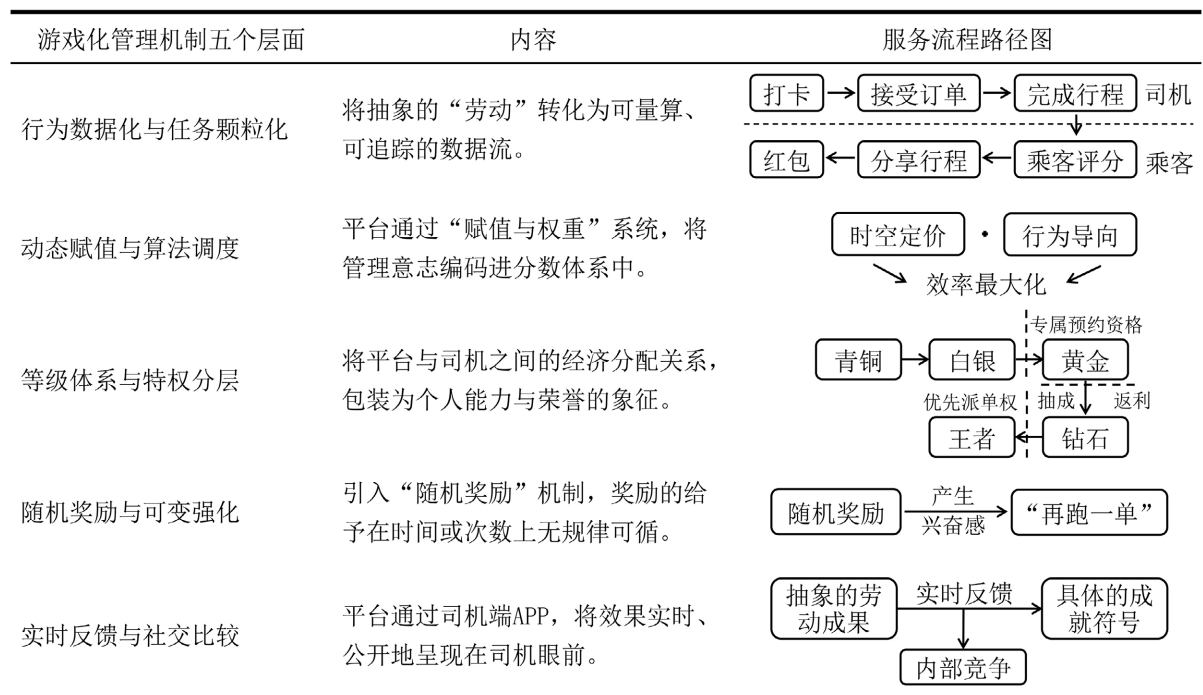 游戏化管理机制五个层面 内容 服务流程路径图
行为数据化与任务颗粒化
将抽象的“劳动”转化为可量算、
可追踪的数据流。
打卡 接受订单 完成行程 司机
红包 分享行程 乘客评分 乘客
动态赋值与算法调度
平台通过“赋值与权重”系统，将
管理意志编码进分数体系中。
时空定价 · 行为导向
效率最大化
等级体系与特权分层
将平台与司机之间的经济分配关系，
包装为个人能力与荣誉的象征。
专属预约资格
青铜 白银 黄金
优先派单权 抽成 返利
王者 钻石
随机奖励与可变强化
引入“随机奖励”机制，奖励的给
予在时间或次数上无规律可循。
随机奖励 产生 “再跑一单”
兴奋感
实时反馈与社交比较
平台通过司机端APP，将效果实时、
公开地呈现在司机眼前。
抽象的劳 实时反馈 具体的成
动成果 就符号
内部竞争